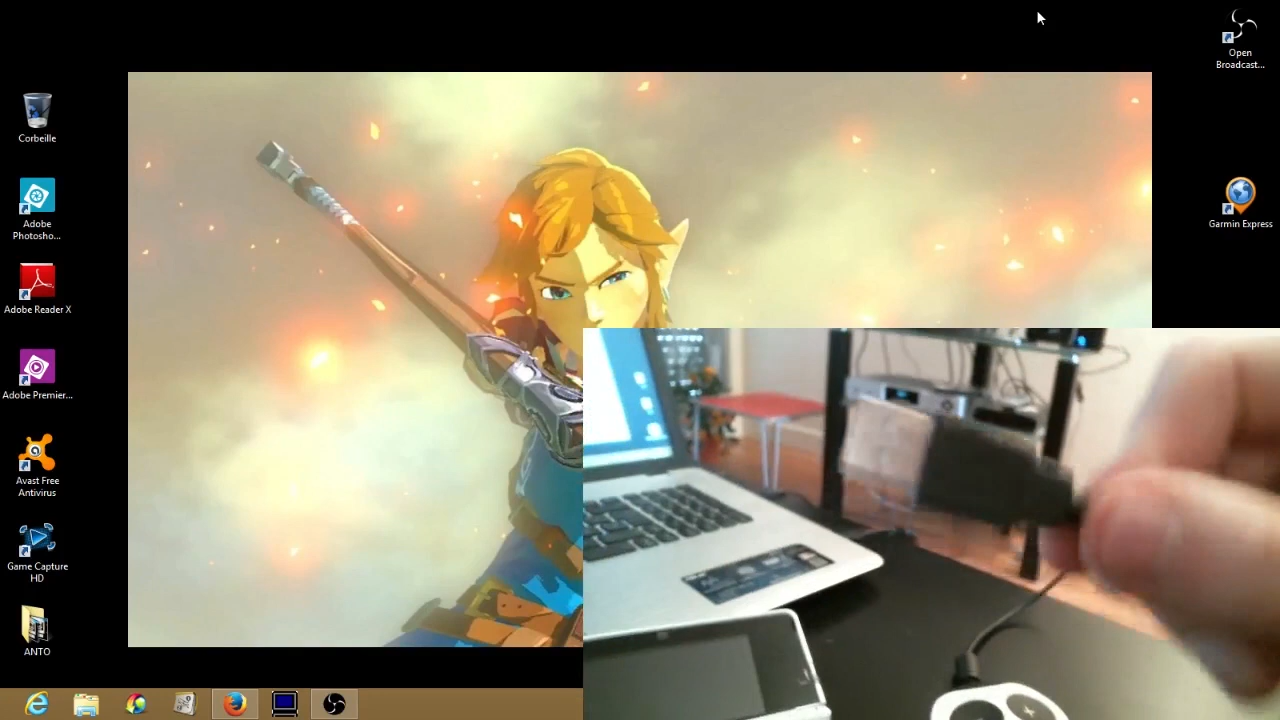 Open
Broadcast...
Corbeille
Adobe
Photosho...
Garmin Express
Adobe Reader X
Adobe Premier...
Avast Free
Antivirus
Game Capture
HD
ANTO